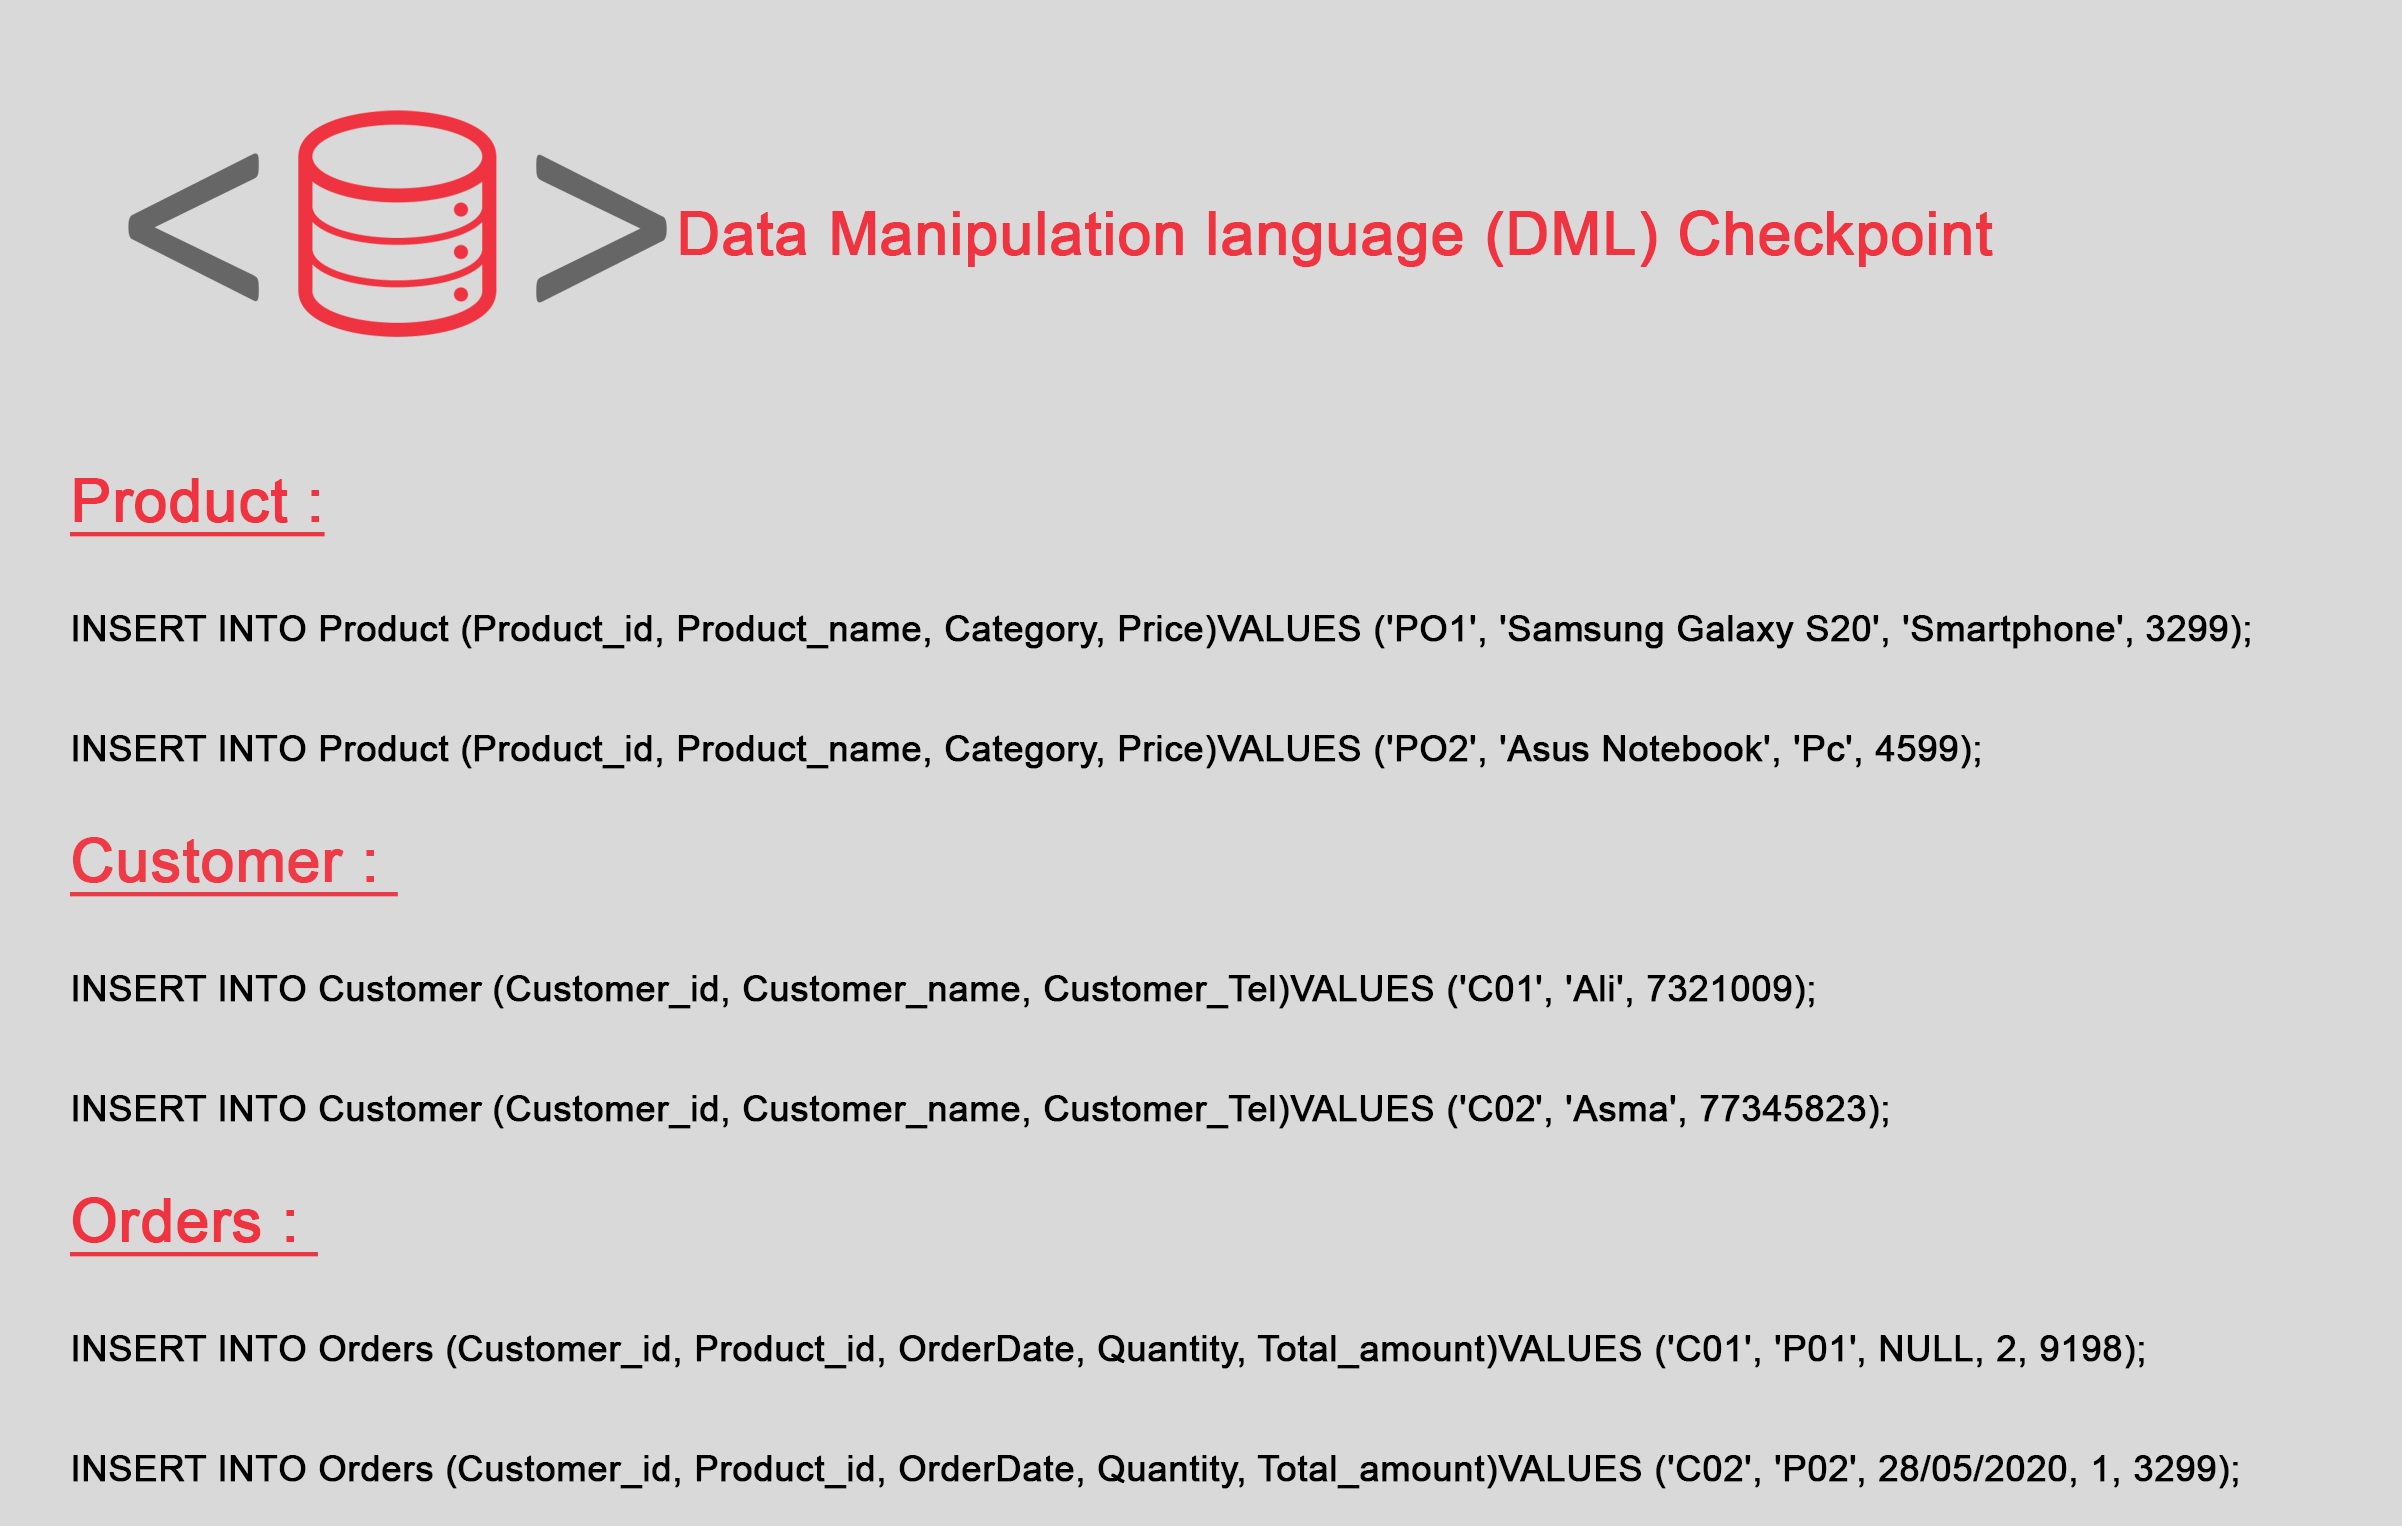 Data Manipulation language (DML) Checkpoint
Product :
INSERT INTO Product (Product_id, Product_name, Category, Price)VALUES ('PO1', 'Samsung Galaxy S20', 'Smartphone', 3299);
INSERT INTO Product (Product_id, Product_name, Category, Price)VALUES ('PO2', 'Asus Notebook', 'Pc', 4599);
Customer :
INSERT INTO Customer (Customer_id, Customer_name, Customer_Tel)VALUES ('C01', 'Ali', 7321009);
INSERT INTO Customer (Customer_id, Customer_name, Customer_Tel)VALUES ('C02', 'Asma', 77345823);
Orders :
INSERT INTO Orders (Customer_id, Product_id, OrderDate, Quantity, Total_amount)VALUES ('C01', 'P01', NULL, 2, 9198);
INSERT INTO Orders (Customer_id, Product_id, OrderDate, Quantity, Total_amount)VALUES ('C02', 'P02', 28/05/2020, 1, 3299);